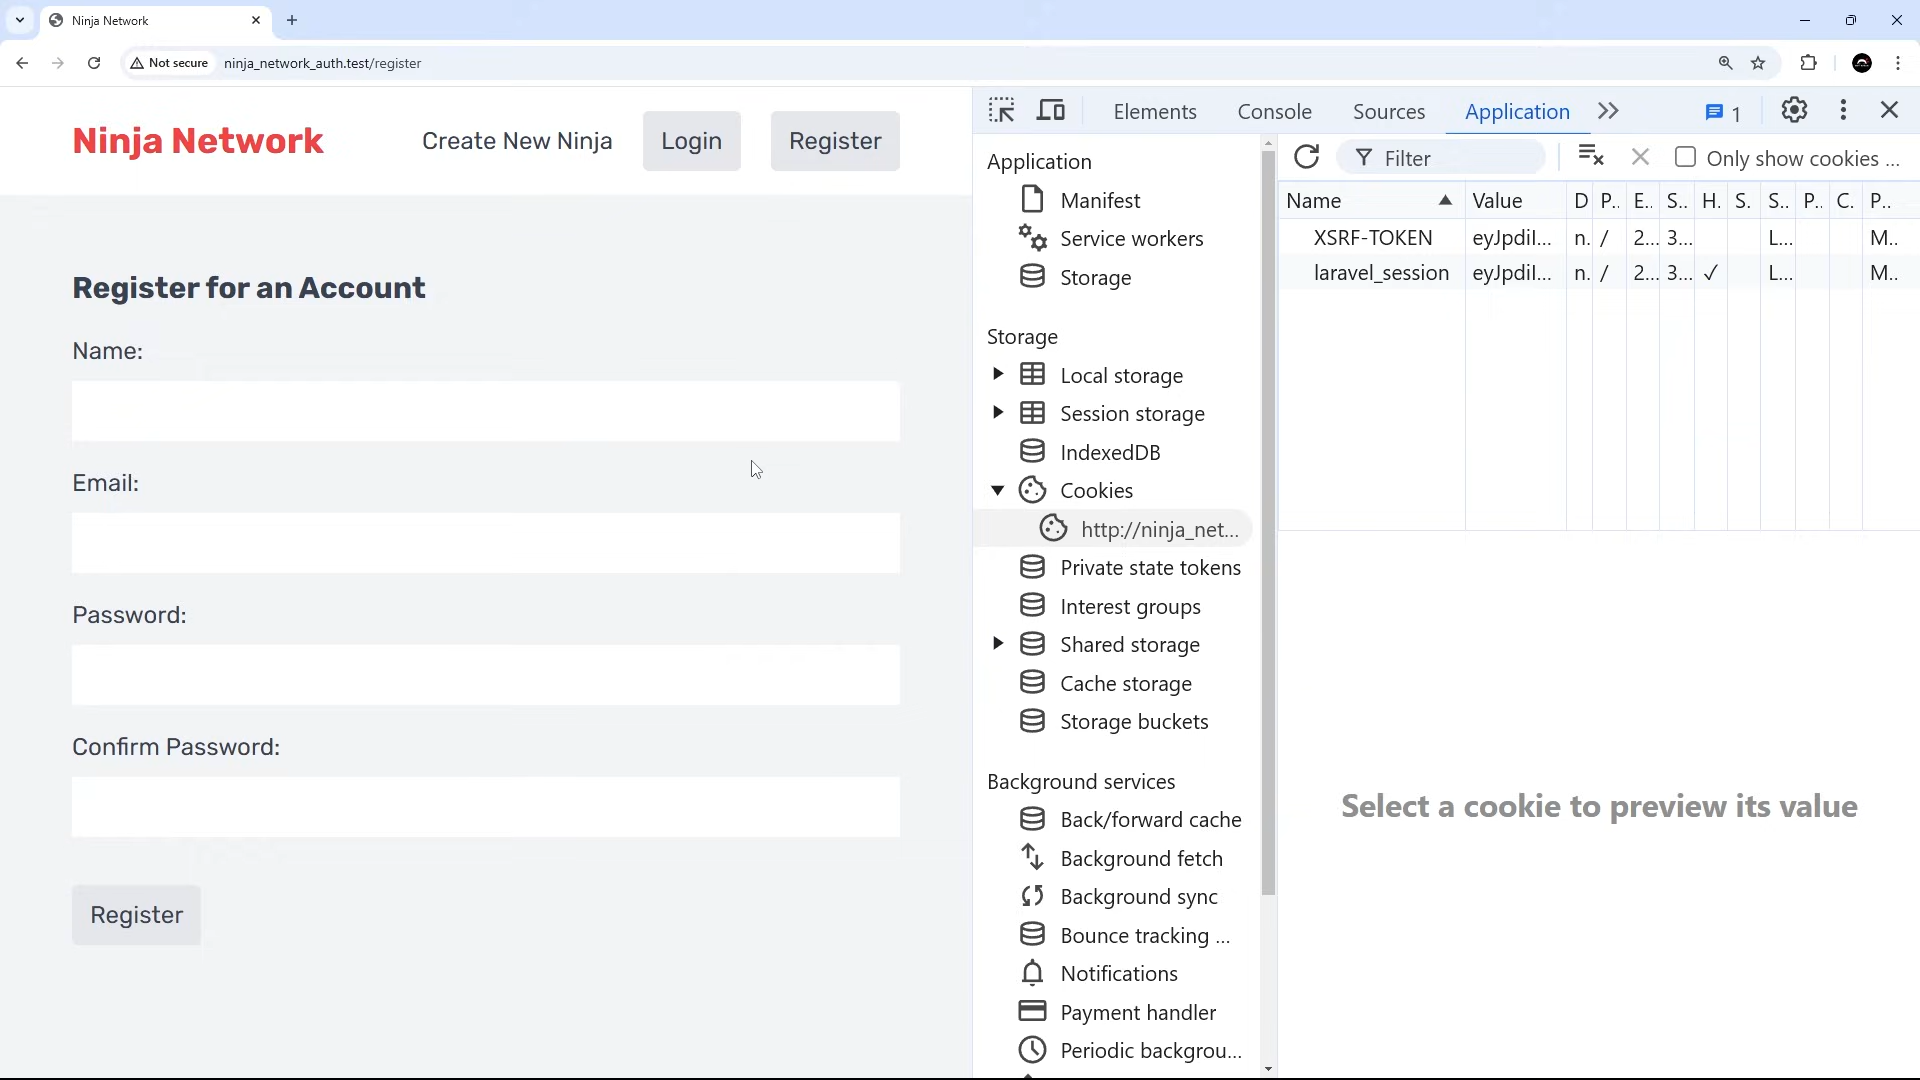 Ninja Network
Not secure
ninja_network_auth.test/register
Ninja Network
Create New Ninja
Login
Register
Register for an Account
Name:
Email:
Password:
Confirm Password:
Register
Elements
Console
Sources
Application
1
Application
Manifest
Service workers
Storage
Storage
Local storage
Session storage
IndexedDB
Cookies
http://ninja_net...
Private state tokens
Interest groups
Shared storage
Cache storage
Storage buckets
Background services
Back/forward cache
Background fetch
Background sync
Bounce tracking ...
Notifications
Payment handler
Periodic backgrou...
Filter
Only show cookies ...
Name Value D P.. E.. S.. H. S. S.. P.. C. P..
XSRF-TOKEN eyJpdiI... n. / 2... 3... L... M..
laravel_session eyJpdiI... n. / 2... 3... ✓ L... M..
Select a cookie to preview its value